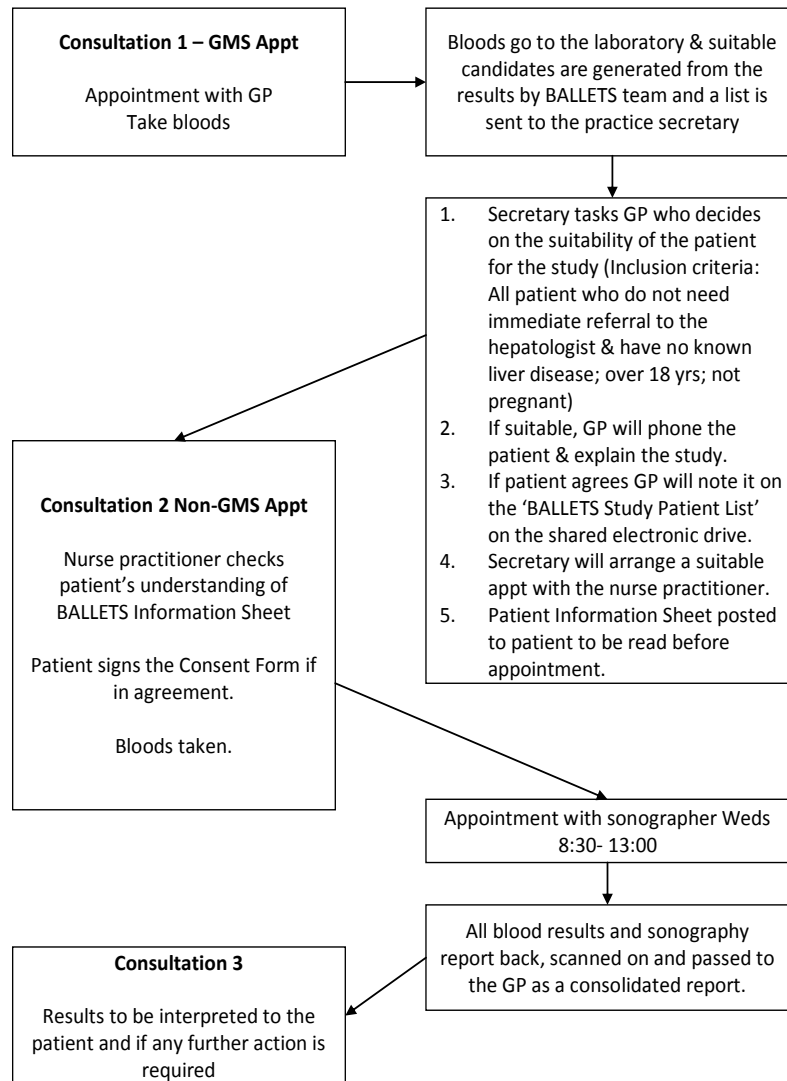 Consultation 1 – GMS Appt
Appointment with GP
Take bloods
Bloods go to the laboratory & suitable
candidates are generated from the
results by BALLETS team and a list is
sent to the practice secretary
1. Secretary tasks GP who decides
on the suitability of the patient
for the study (Inclusion criteria:
All patient who do not need
immediate referral to the
hepatologist & have no known
liver disease; over 18 yrs; not
pregnant)
2. If suitable, GP will phone the
patient & explain the study.
3. If patient agrees GP will note it on
the ‘BALLETS Study Patient List’
on the shared electronic drive.
4. Secretary will arrange a suitable
appt with the nurse practitioner.
5. Patient Information Sheet posted
to patient to be read before
appointment.
Consultation 2 Non-GMS Appt
Nurse practitioner checks
patient’s understanding of
BALLETS Information Sheet
Patient signs the Consent Form if
in agreement.
Bloods taken.
Appointment with sonographer Weds
8:30- 13:00
All blood results and sonography
report back, scanned on and passed to
the GP as a consolidated report.
Consultation 3
Results to be interpreted to the
patient and if any further action is
required